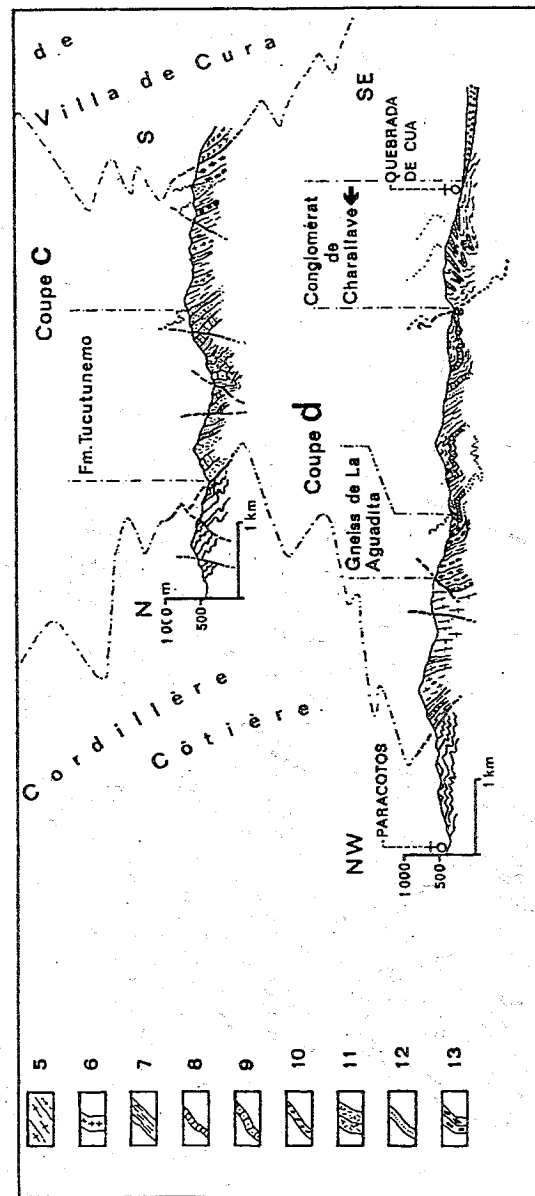 de
Villa de Cura
S
Coupe C
Fm. Tucutunemo
N
1000 m
500
1 km
Cordillère
Côtière
SE
QUEBRADA
DE CUA
Conglomérat
de
Charallave
Coupe d
Gneiss de La
Aguadita
NW
PARACOTOS
1000
500
1 km
5
6
7
8
9
10
11
12
13